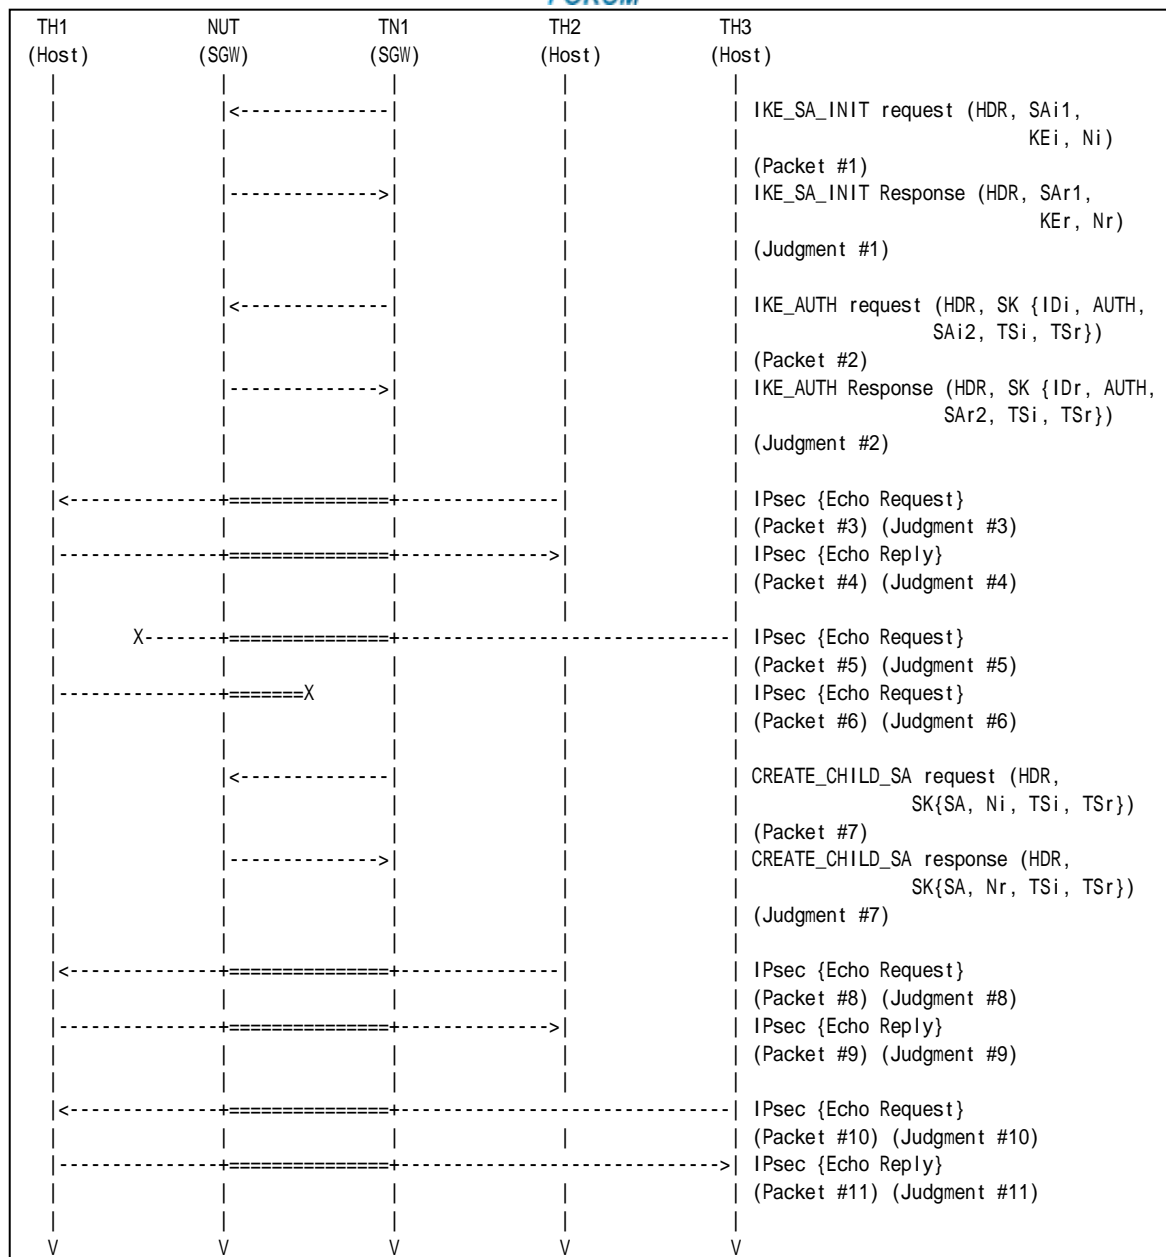 FORUM
TH1 NUT TN1 TH2 TH3
(Host) (SGW) (SGW) (Host) (Host)
IKE_SA_INIT request (HDR, SAi1,
KEi, Ni)
(Packet #1)
IKE_SA_INIT Response (HDR, SAr1,
KEr, Nr)
(Judgment #1)
IKE_AUTH request (HDR, SK {IDi, AUTH,
SAi2, TSi, TSr})
(Packet #2)
IKE_AUTH Response (HDR, SK {IDr, AUTH,
SAr2, TSi, TSr})
(Judgment #2)
IPsec {Echo Request}
(Packet #3) (Judgment #3)
IPsec {Echo Reply}
(Packet #4) (Judgment #4)
X IPsec {Echo Request}
(Packet #5) (Judgment #5)
X IPsec {Echo Request}
(Packet #6) (Judgment #6)
CREATE_CHILD_SA request (HDR,
SK{SA, Ni, TSi, TSr})
(Packet #7)
CREATE_CHILD_SA response (HDR,
SK{SA, Nr, TSi, TSr})
(Judgment #7)
IPsec {Echo Request}
(Packet #8) (Judgment #8)
IPsec {Echo Reply}
(Packet #9) (Judgment #9)
IPsec {Echo Request}
(Packet #10) (Judgment #10)
IPsec {Echo Reply}
(Packet #11) (Judgment #11)
V V V V V